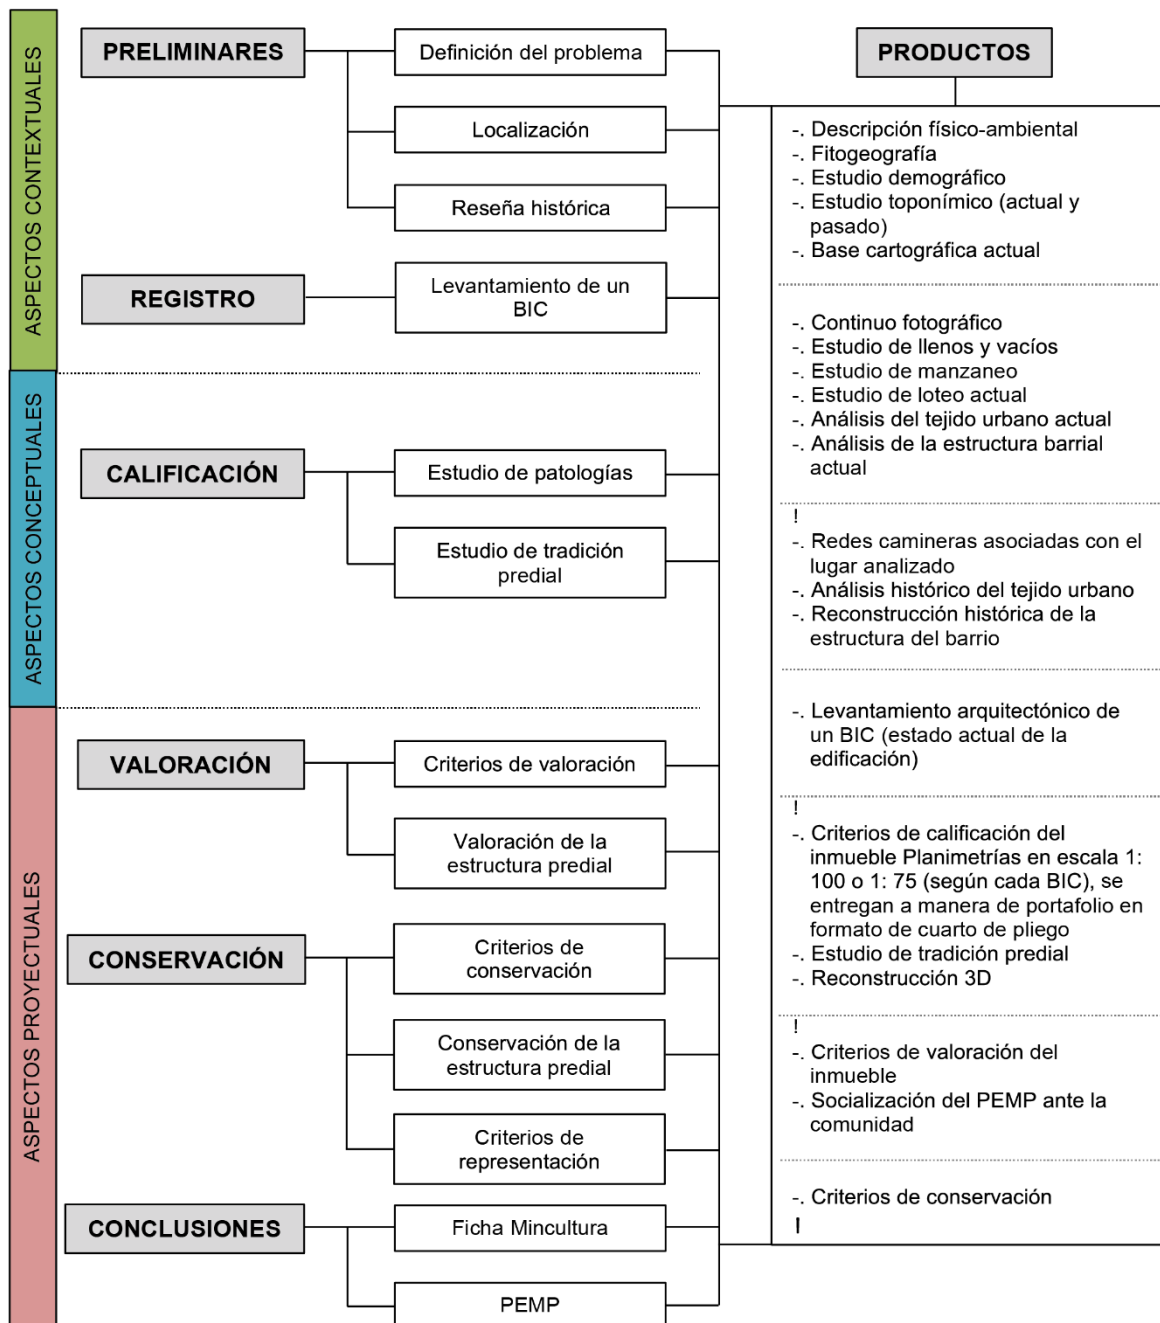 ASPECTOS CONTEXTUALES
PRELIMINARES
Definición del problema
Localización
Reseña histórica
REGISTRO
Levantamiento de un
BIC
ASPECTOS CONCEPTUALES
CALIFICACIÓN
Estudio de patologías
Estudio de tradición
predial
ASPECTOS PROYECTUALES
VALORACIÓN
Criterios de valoración
Valoración de la
estructura predial
CONSERVACIÓN
Criterios de
conservación
Conservación de la
estructura predial
Criterios de
representación
CONCLUSIONES
Ficha Mincultura
PEMP
PRODUCTOS
-. Descripción físico-ambiental
-. Fitogeografía
-. Estudio demográfico
-. Estudio toponímico (actual y
pasado)
-. Base cartográfica actual
-. Continuo fotográfico
-. Estudio de llenos y vacíos
-. Estudio de manzaneo
-. Estudio de loteo actual
-. Análisis del tejido urbano actual
-. Análisis de la estructura barrial
actual
!
-. Redes camineras asociadas con el
lugar analizado
-. Análisis histórico del tejido urbano
-. Reconstrucción histórica de la
estructura del barrio
-. Levantamiento arquitectónico de
un BIC (estado actual de la
edificación)
!
-. Criterios de calificación del
inmueble Planimetrías en escala 1:
100 o 1: 75 (según cada BIC), se
entregan a manera de portafolio en
formato de cuarto de pliego
-. Estudio de tradición predial
-. Reconstrucción 3D
!
-. Criterios de valoración del
inmueble
-. Socialización del PEMP ante la
comunidad
-. Criterios de conservación
!